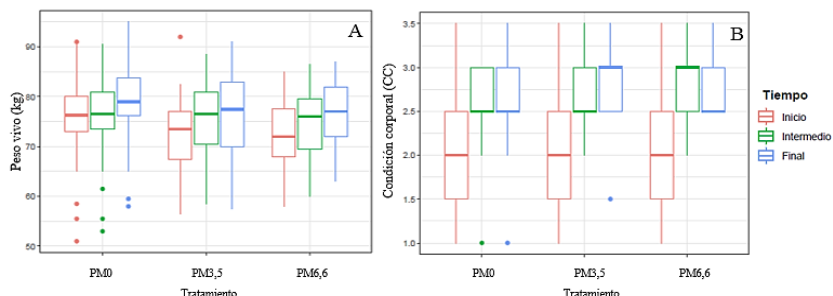 A
Peso vivo (kg)
90
80
70
60
50
PM0
PM3,5
PM6,6
Tratamiento
B
Condición corporal (CC)
3.5
3.0
2.5
2.0
1.5
1.0
PM0
PM3,5
PM6,6
Tratamiento
Tiempo
Inicio
Intermedio
Final